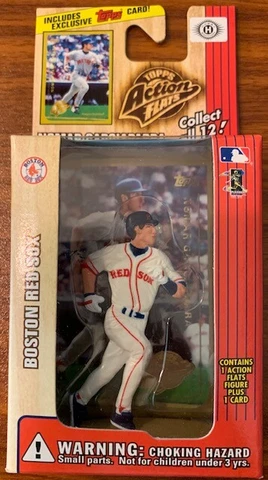 INCLUDES
EXCLUSIVE Topps CARD!
TOPPS
Action
FLATS
H
Collect
12!
BOSTON RED SOX
RED SOX
CONTAINS
1 ACTION
FLATS
FIGURE
PLUS
1 CARD
WARNING: CHOKING HAZARD
Small parts. Not for children under 3 yrs.